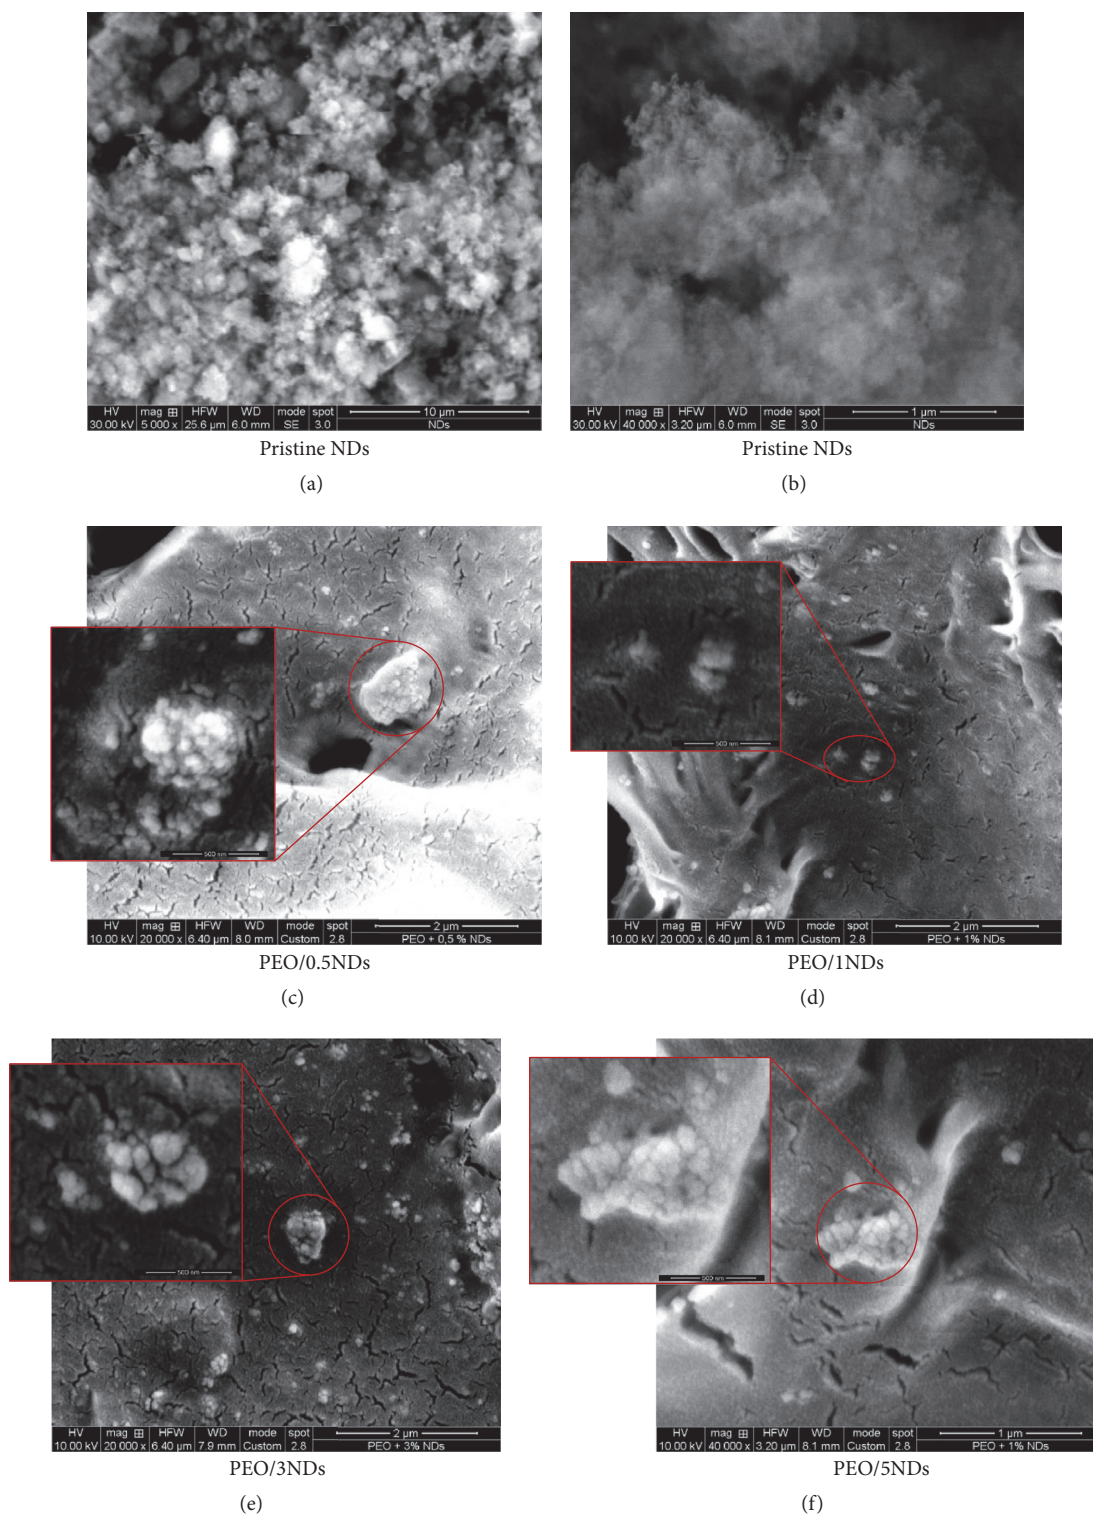 HV mag HFW WD mode spot 10 µm
30.00 kV 5 000 x 25.6 µm 6.0 mm SE 3.0 NDs
Pristine NDs
(a)
HV mag HFW WD mode spot 1 µm
30.00 kV 40 000 x 3.20 µm 6.0 mm SE 3.0 NDs
Pristine NDs
(b)
500 nm
HV mag HFW WD mode spot 2 µm
10.00 kV 20 000 x 6.40 µm 8.0 mm Custom 2.8 PEO + 0,5 % NDs
PEO/0.5NDs
(c)
500 nm
HV mag HFW WD mode spot 2 µm
10.00 kV 20 000 x 6.40 µm 8.1 mm Custom 2.8 PEO + 1% NDs
PEO/1NDs
(d)
500 nm
HV mag HFW WD mode spot 2 µm
10.00 kV 20 000 x 6.40 µm 7.9 mm Custom 2.8 PEO + 3% NDs
PEO/3NDs
(e)
500 nm
HV mag HFW WD mode spot 1 µm
10.00 kV 40 000 x 3.20 µm 8.1 mm Custom 2.8 PEO + 1% NDs
PEO/5NDs
(f)